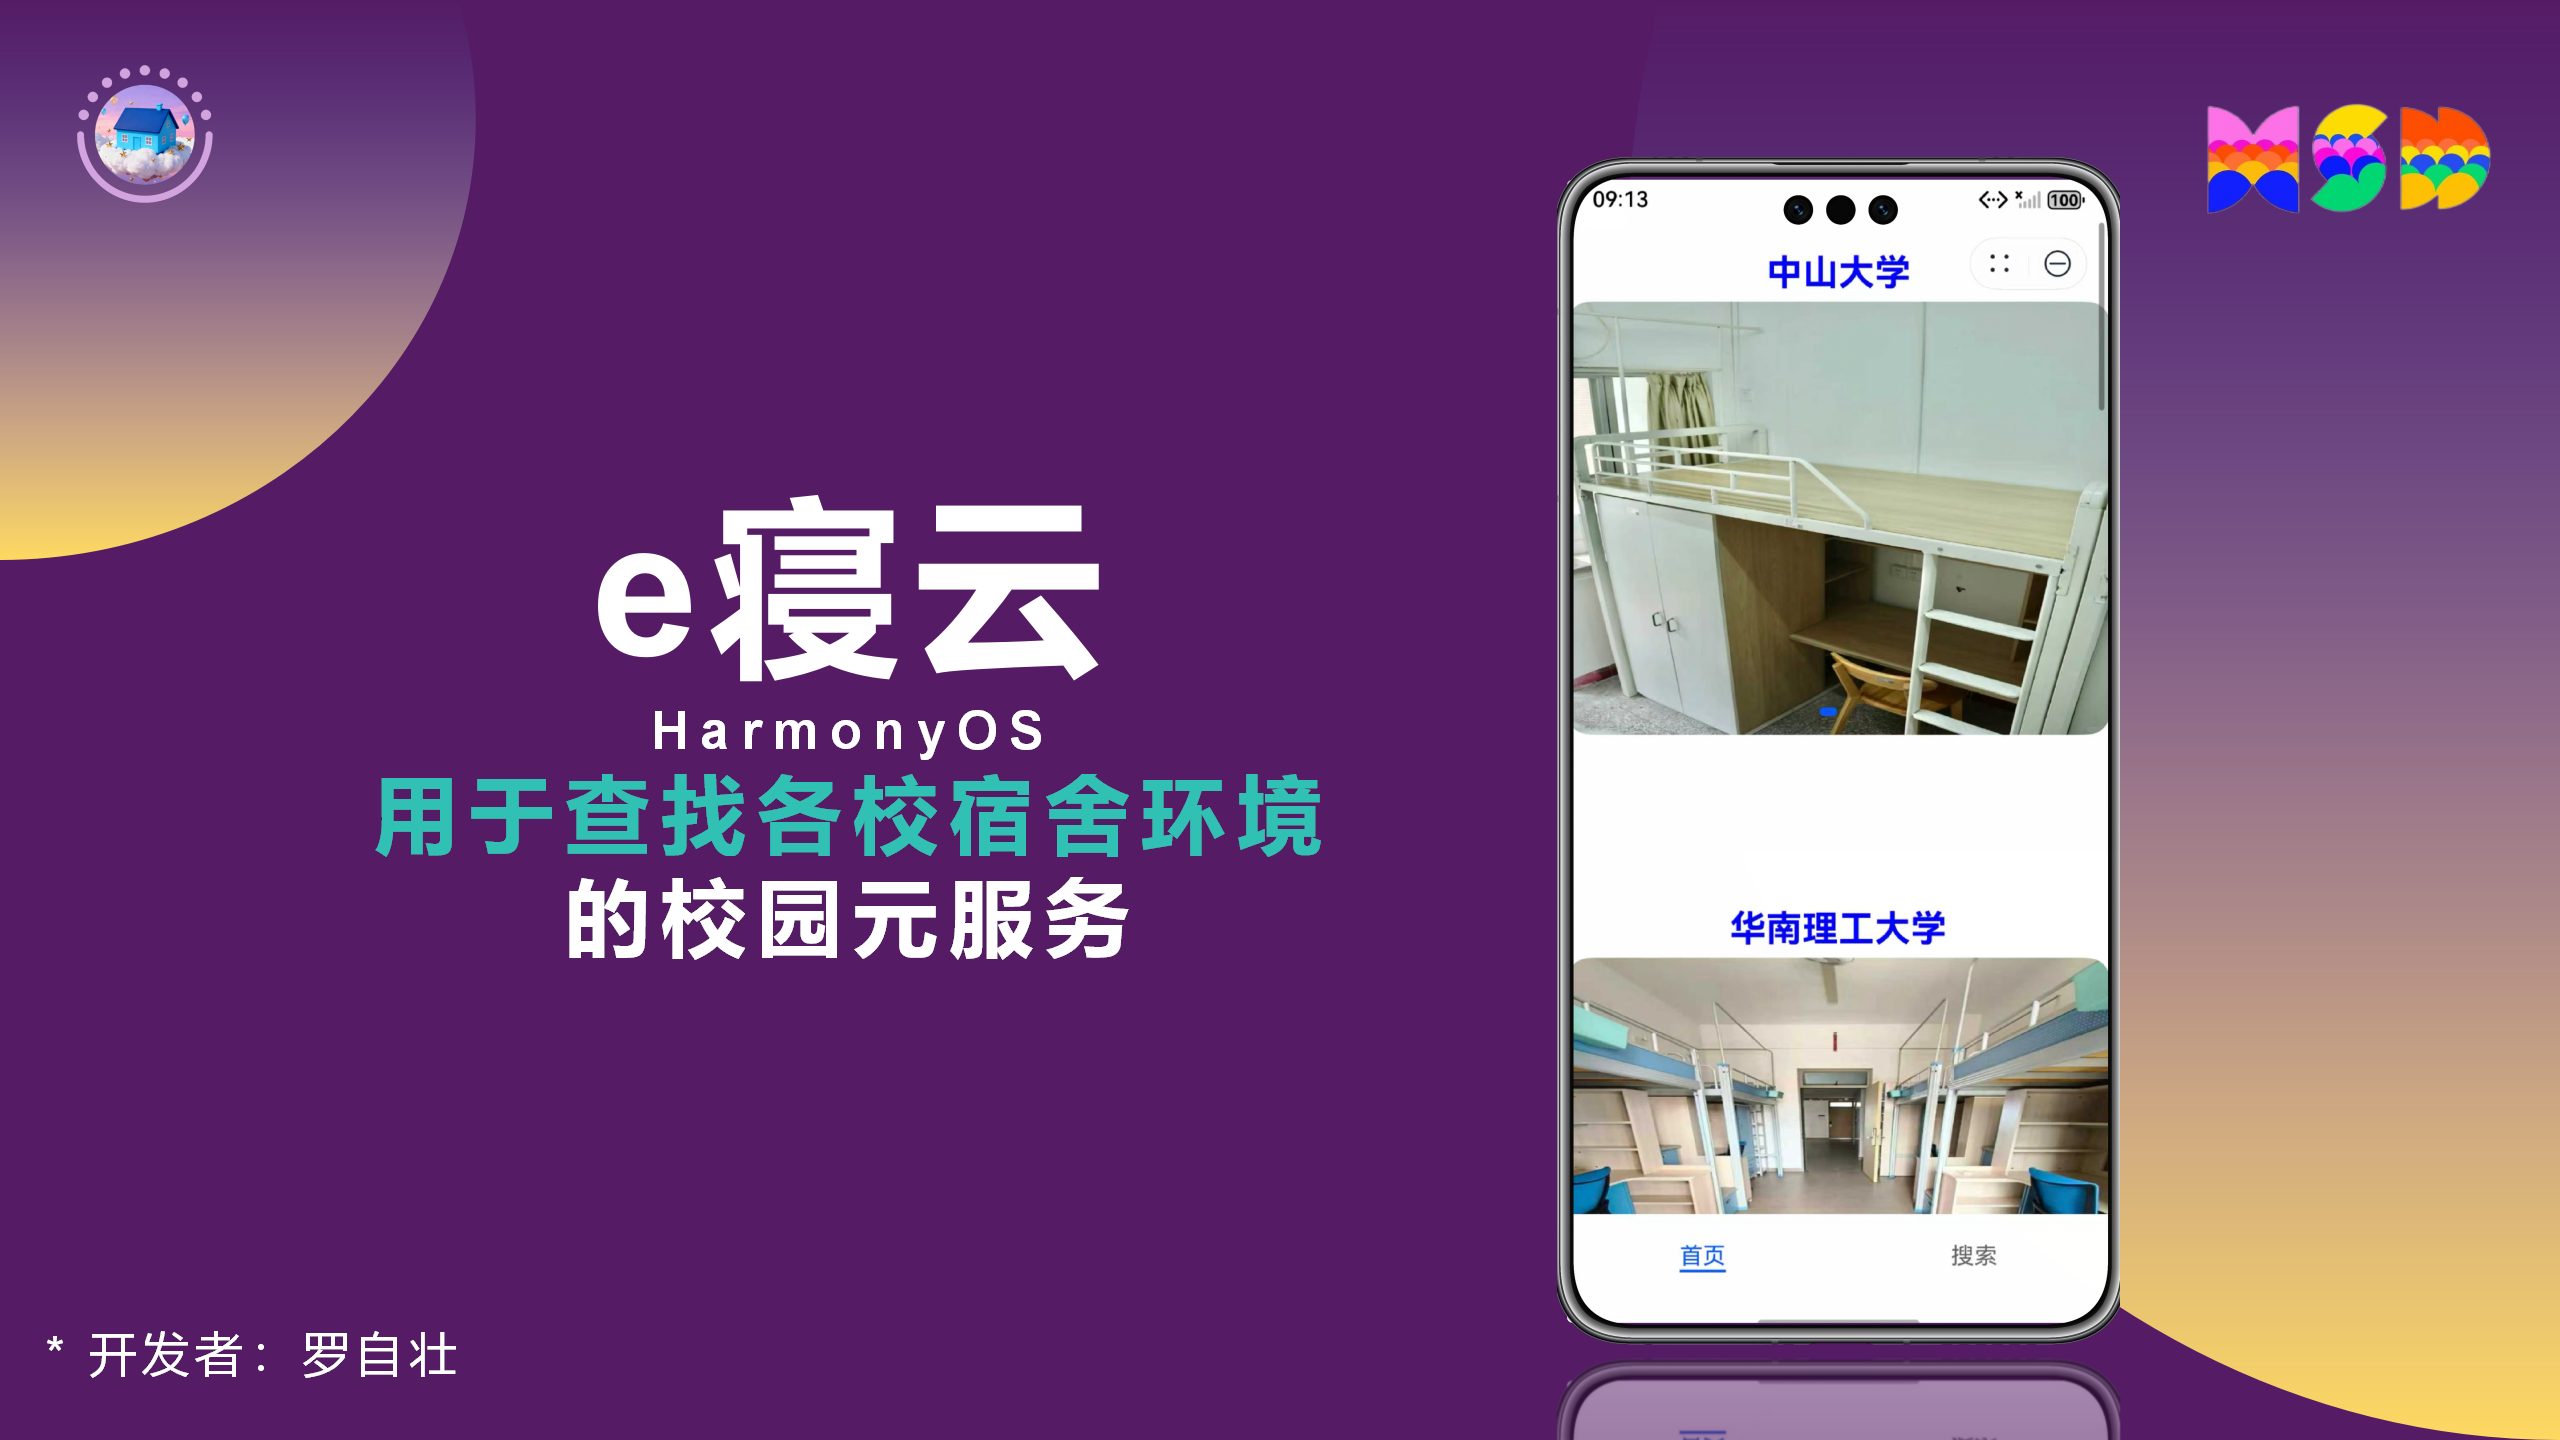 HSD
e寝云
HarmonyOS
用于查找各校宿舍环境
的校园元服务
* 开发者：罗自壮
09:13
100
中山大学
华南理工大学
首页
搜索